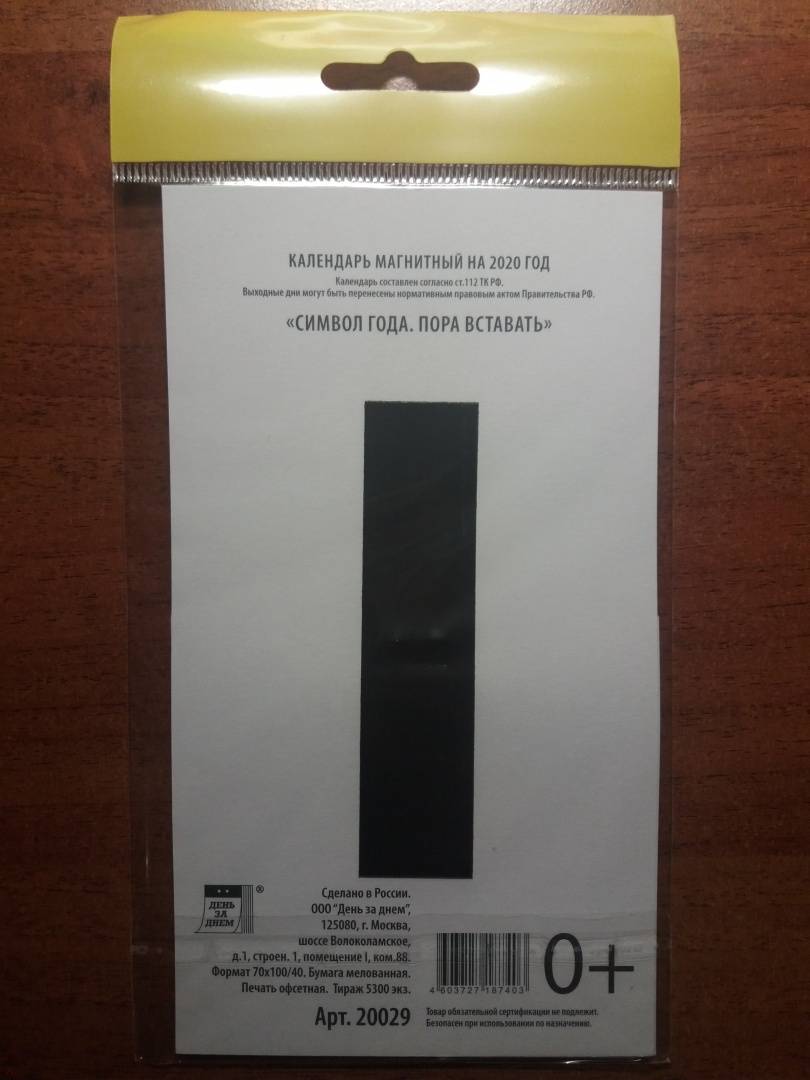 КАЛЕНДАРЬ МАГНИТНЫЙ НА 2020 ГОД
Календарь составлен согласно ст.112 ТК РФ.
Выходные дни могут быть перенесены нормативным правовым актом Правительства РФ.
«СИМВОЛ ГОДА. ПОРА ВСТАВАТЬ»
ДЕНЬ
ЗА
ДНЕМ
®
Сделано в России.
ООО "День за днем",
125080, г. Москва,
шоссе Волоколамское,
д.1, строен. 1, помещение I, ком.88.
Формат 70х100/40. Бумага мелованная.
Печать офсетная. Тираж 5300 экз.
Арт. 20029
4 603727 187403
0+
Товар обязательной сертификации не подлежит.
Безопасен при использовании по назначению.